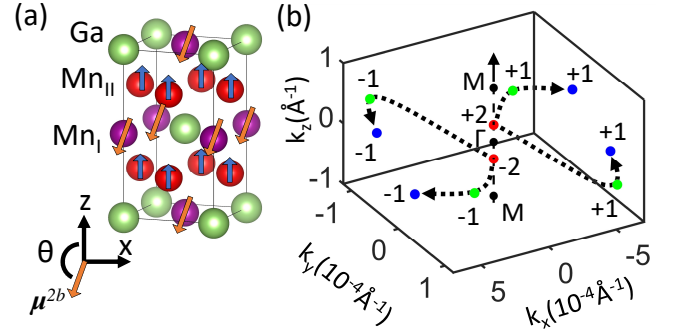 (a)
Ga
Mn_II
Mn_I
z
x
θ
μ^2b
(b)
k_z(Å^-1)
1
0
-1
-1
0
1
k_y(10^-4Å^-1)
5
0
-5
k_x(10^-4Å^-1)
M
+1
+1
-1
+2
Γ
-1
-2
+1
-1
-1
M
+1